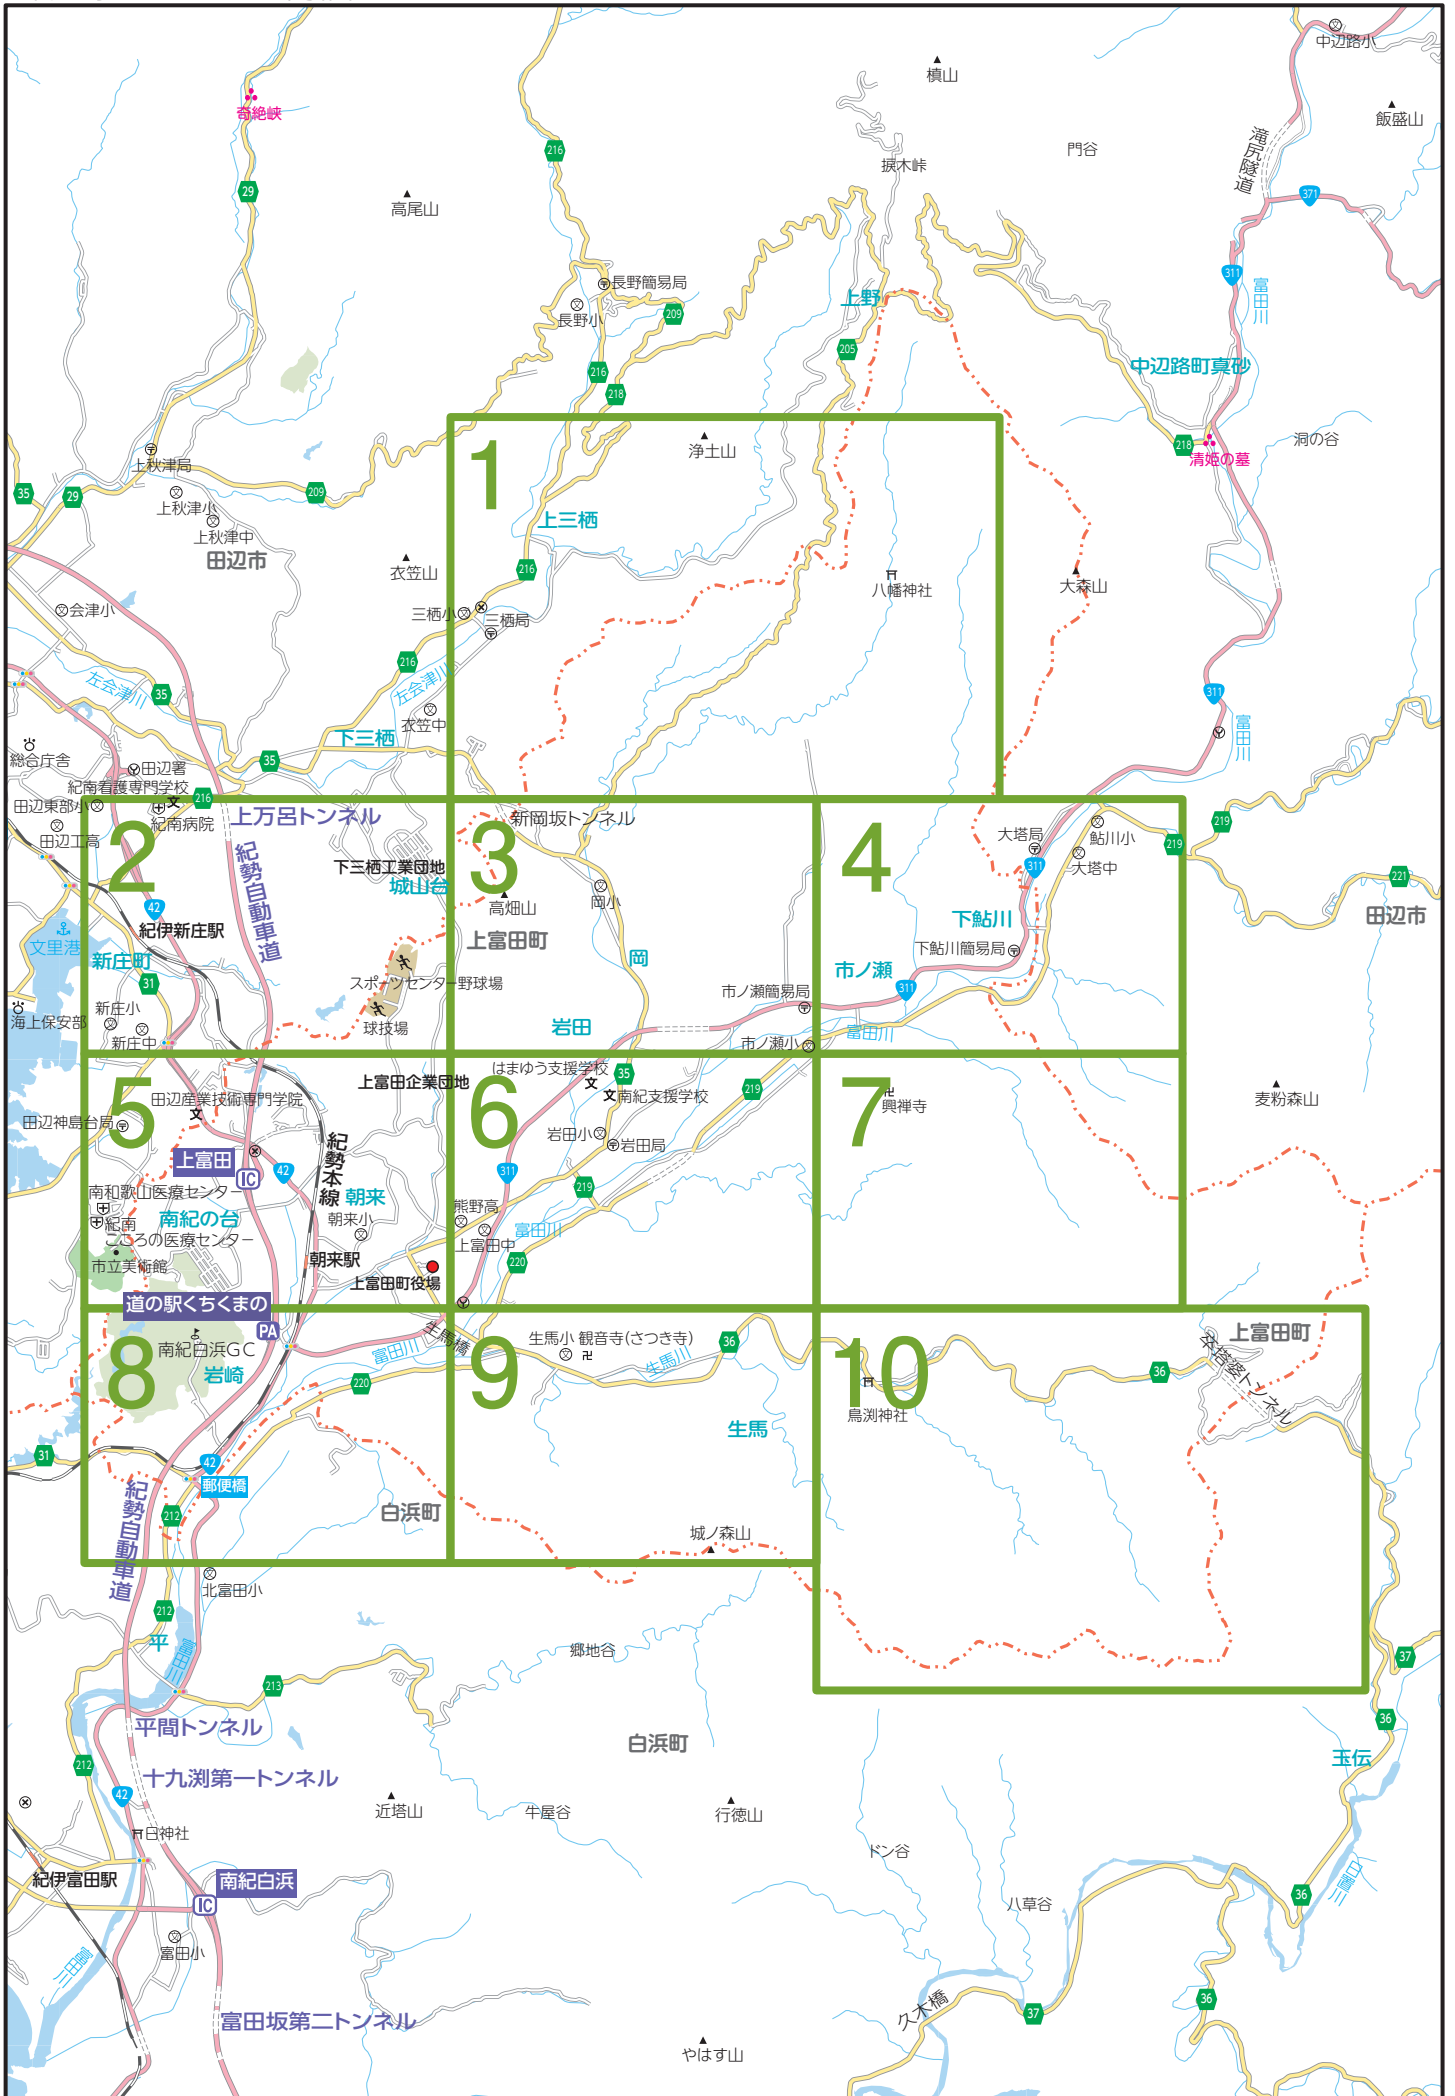 中辺路小
槙山
飯盛山
奇絶峡
滝尻隧道
門谷
捩木峠
216
29
371
高尾山
311
長野簡易局
富田川
上野
長野小
209
205
中辺路町真砂
216
218
1
浄土山
218
洞の谷
清姫の墓
上秋津局
35
29
209
上秋津小
上三栖
上秋津中
田辺市
216
衣笠山
八幡神社
大森山
会津小
三栖小
三栖局
216
左会津川
左会津川
35
311
衣笠中
富田川
下三栖
総合庁舎
35
田辺署
紀南看護専門学校
216
田辺東部小
紀南病院
上万呂トンネル
新岡坂トンネル
田辺工高
2
3
4
大塔局
鮎川小
219
219
紀勢自動車道
下三栖工業団地
城山台
311
大塔中
221
岡小
高畑山
42
下鮎川
田辺市
紀伊新庄駅
上富田町
文里港
新庄町
下鮎川簡易局
岡
市ノ瀬
31
スポーツセンター野球場
市ノ瀬簡易局
311
新庄小
海上保安部
球技場
岩田
富田川
新庄中
市ノ瀬小
5
6
7
はまゆう支援学校
上富田企業団地
35
219
南紀支援学校
興禅寺
麦粉森山
田辺産業技術専門学院
田辺神島台局
岩田小
岩田局
上富田
紀勢本線
IC
42
311
219
南和歌山医療センター
朝来
熊野高
紀南
こころの医療センター
南紀の台
朝来小
富田川
上富田中
市立美術館
朝来駅
220
上富田町役場
道の駅くちくまの
PA
8
9
10
南紀白浜GC
生馬橋
生馬小
観音寺(さつき寺)
36
卒塔婆トンネル
上富田町
富田川
生馬川
岩崎
220
36
鳥渕神社
生馬
31
42
郵便橋
紀勢自動車道
212
白浜町
城ノ森山
北富田小
212
平
富田川
郷地谷
37
213
平間トンネル
36
白浜町
212
十九渕第一トンネル
玉伝
42
近塔山
牛屋谷
行徳山
日神社
ドン谷
紀伊富田駅
南紀白浜
日置川
IC
36
八草谷
富田小
富田川
久木橋
36
富田坂第二トンネル
37
やはず山